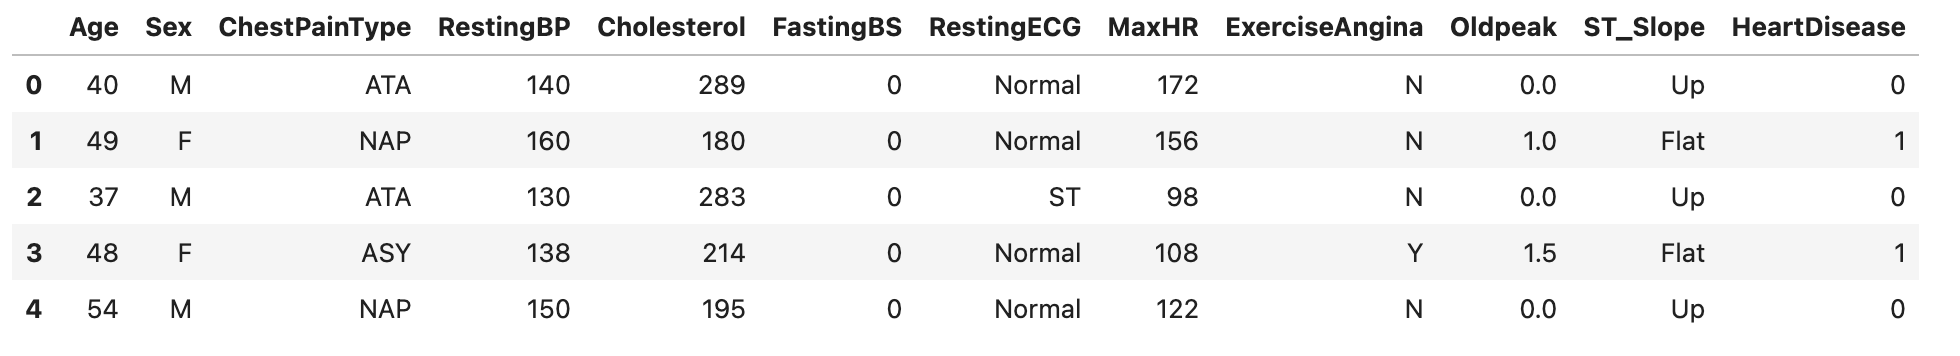 Age Sex ChestPainType RestingBP Cholesterol FastingBS RestingECG MaxHR ExerciseAngina Oldpeak ST_Slope HeartDisease
0 40 M ATA 140 289 0 Normal 172 N 0.0 Up 0
1 49 F NAP 160 180 0 Normal 156 N 1.0 Flat 1
2 37 M ATA 130 283 0 ST 98 N 0.0 Up 0
3 48 F ASY 138 214 0 Normal 108 Y 1.5 Flat 1
4 54 M NAP 150 195 0 Normal 122 N 0.0 Up 0